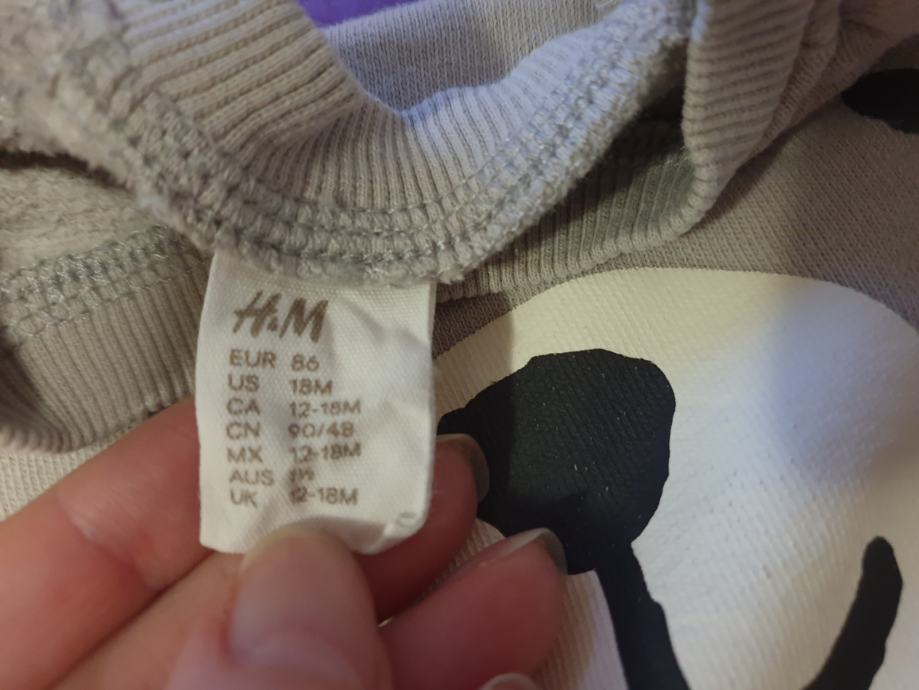 H&M
EUR 86
US 18M
CA 12-18M
CN 90/48
MX 12-18M
AUS 1½
UK 12-18M